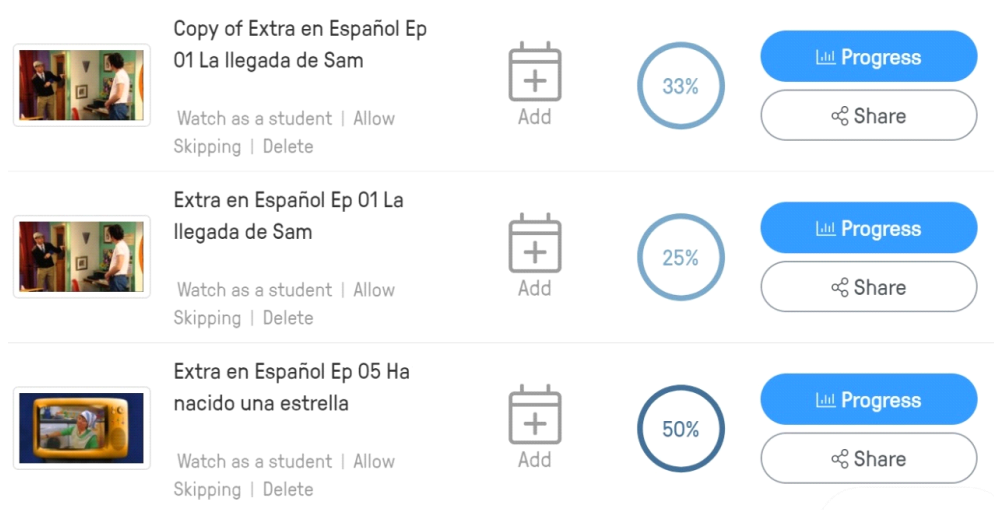 Copy of Extra en Español Ep
01 La llegada de Sam
Watch as a student | Allow
Skipping | Delete
Add
33%
Progress
Share
Extra en Español Ep 01 La
llegada de Sam
Watch as a student | Allow
Skipping | Delete
Add
25%
Progress
Share
Extra en Español Ep 05 Ha
nacido una estrella
Watch as a student | Allow
Skipping | Delete
Add
50%
Progress
Share